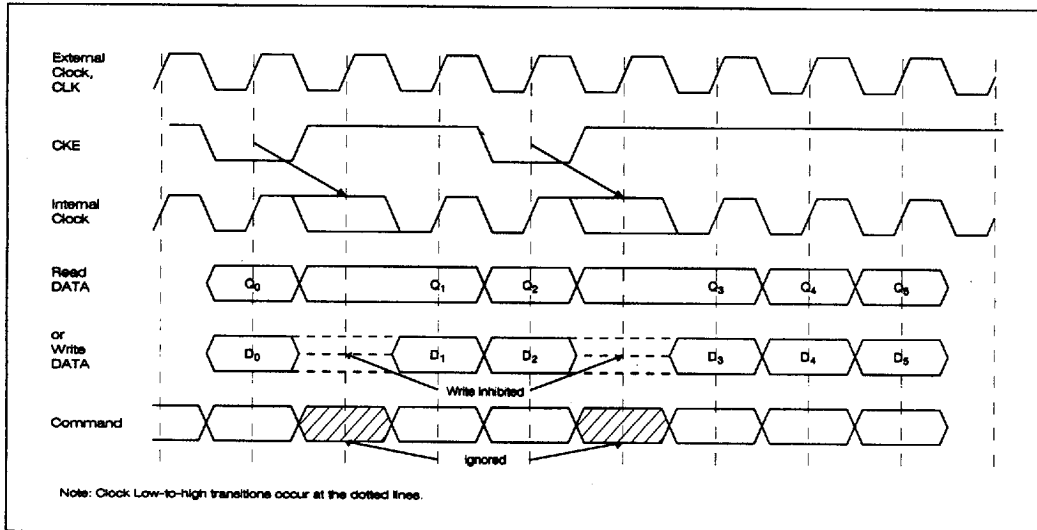 External
Clock,
CLK
CKE
Internal
Clock
Read
DATA
Q0 Q1 Q2 Q3 Q4 Q5
or
Write
DATA
D0 D1 D2 D3 D4 D5
Write Inhibited
Command
ignored
Note: Clock Low-to-high transitions occur at the dotted lines.